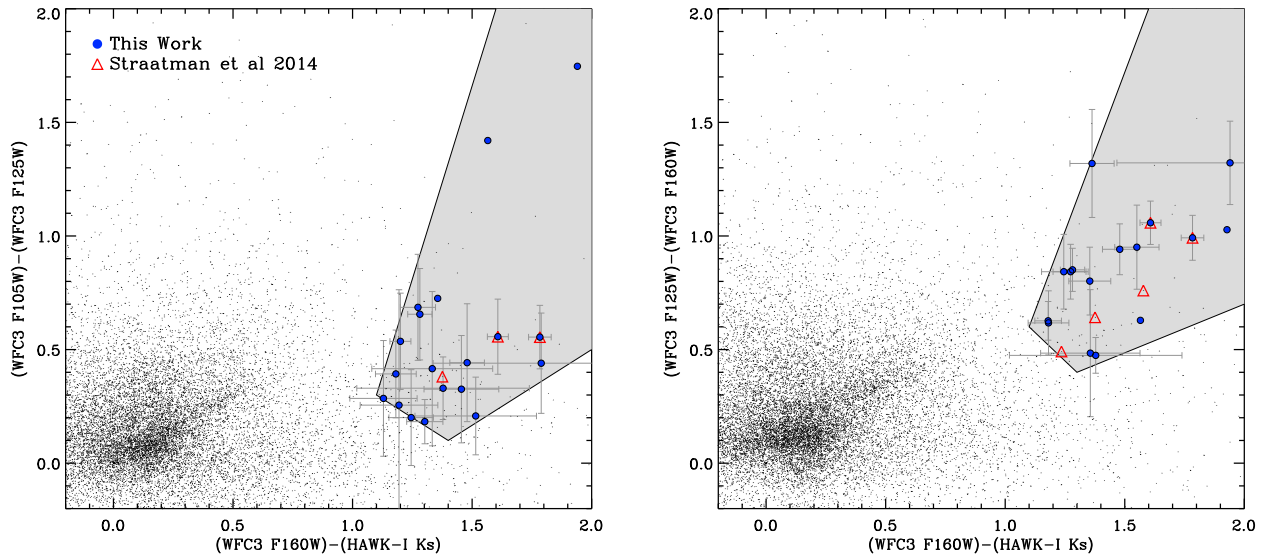 This Work
Straatman et al 2014
(WFC3 F105W)-(WFC3 F125W)
2.0
1.5
1.0
0.5
0.0
0.0 0.5 1.0 1.5 2.0
(WFC3 F160W)-(HAWK-I Ks)
(WFC3 F125W)-(WFC3 F160W)
2.0
1.5
1.0
0.5
0.0
0.0 0.5 1.0 1.5 2.0
(WFC3 F160W)-(HAWK-I Ks)